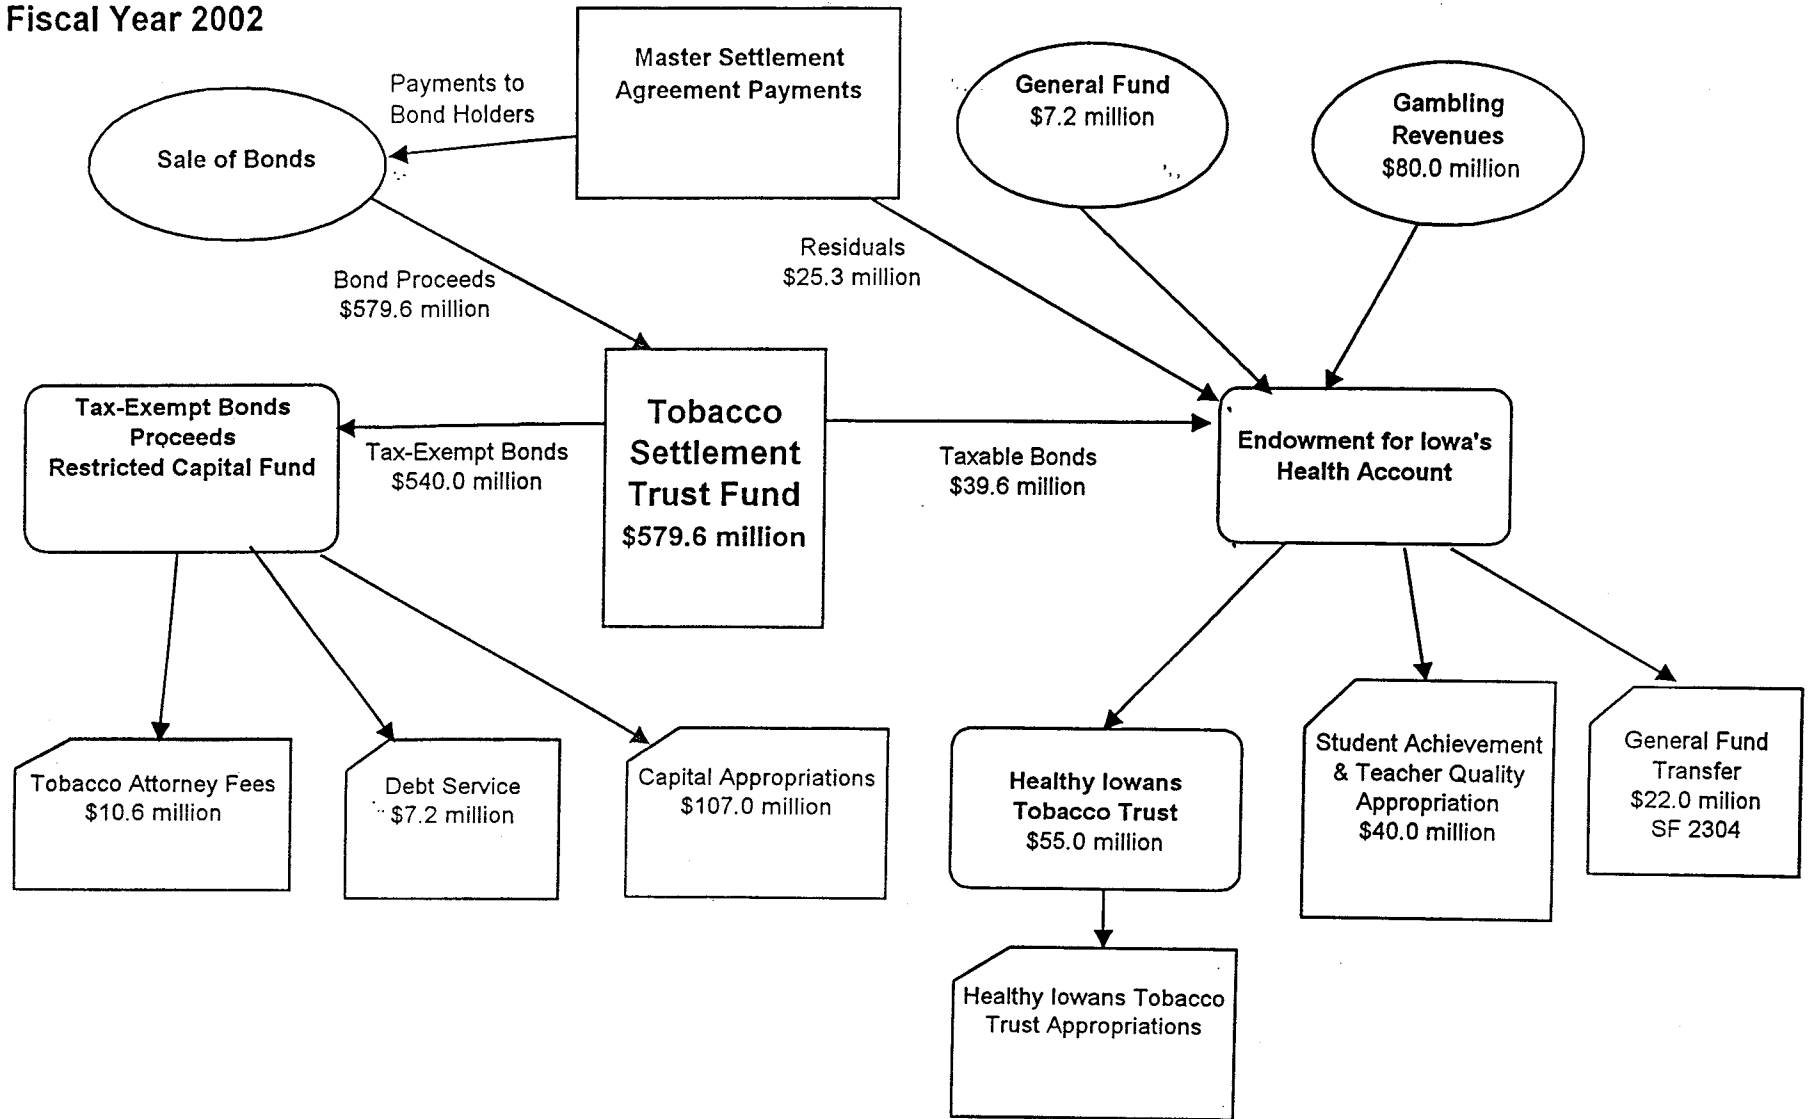 Fiscal Year 2002
Master Settlement
Agreement Payments
Payments to
Bond Holders
General Fund
$7.2 million
Gambling
Revenues
$80.0 million
Sale of Bonds
Residuals
$25.3 million
Bond Proceeds
$579.6 million
Tax-Exempt Bonds
Proceeds
Restricted Capital Fund
Tax-Exempt Bonds
$540.0 million
Tobacco
Settlement
Trust Fund
$579.6 million
Taxable Bonds
$39.6 million
Endowment for Iowa's
Health Account
Tobacco Attorney Fees
$10.6 million
Debt Service
$7.2 million
Capital Appropriations
$107.0 million
Healthy Iowans
Tobacco Trust
$55.0 million
Student Achievement
& Teacher Quality
Appropriation
$40.0 million
General Fund
Transfer
$22.0 milion
SF 2304
Healthy Iowans Tobacco
Trust Appropriations